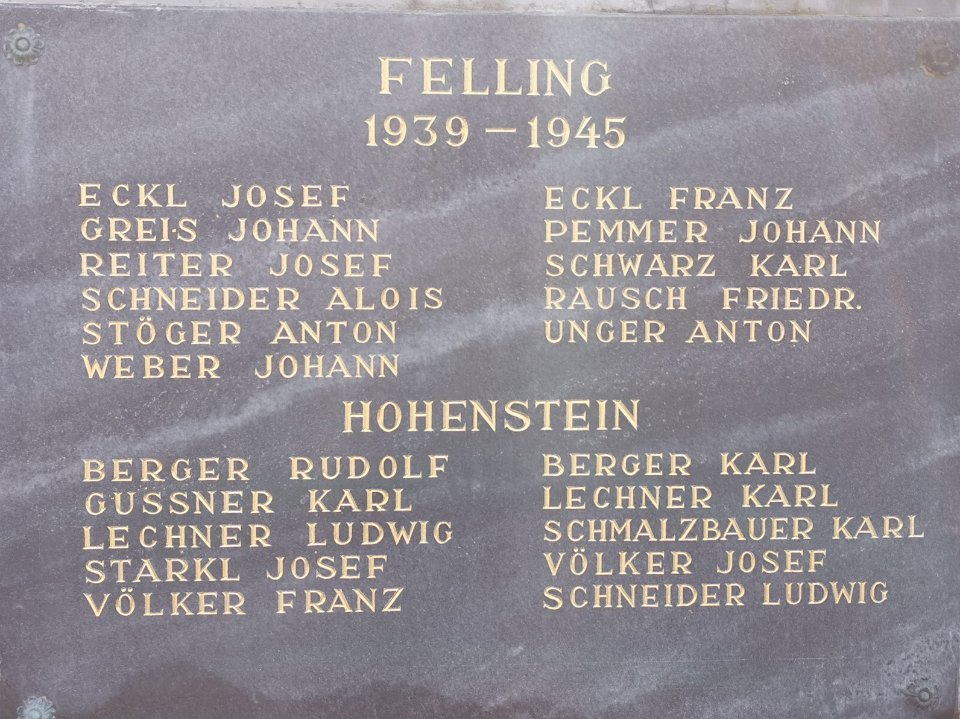 FELLING
1939 – 1945
ECKL JOSEF
GREIS JOHANN
REITER JOSEF
SCHNEIDER ALOIS
STÖGER ANTON
WEBER JOHANN
ECKL FRANZ
PEMMER JOHANN
SCHWARZ KARL
RAUSCH FRIEDR.
UNGER ANTON
HOHENSTEIN
BERGER RUDOLF
GUSSNER KARL
LECHNER LUDWIG
STARKL JOSEF
VÖLKER FRANZ
BERGER KARL
LECHNER KARL
SCHMALZBAUER KARL
VÖLKER JOSEF
SCHNEIDER LUDWIG